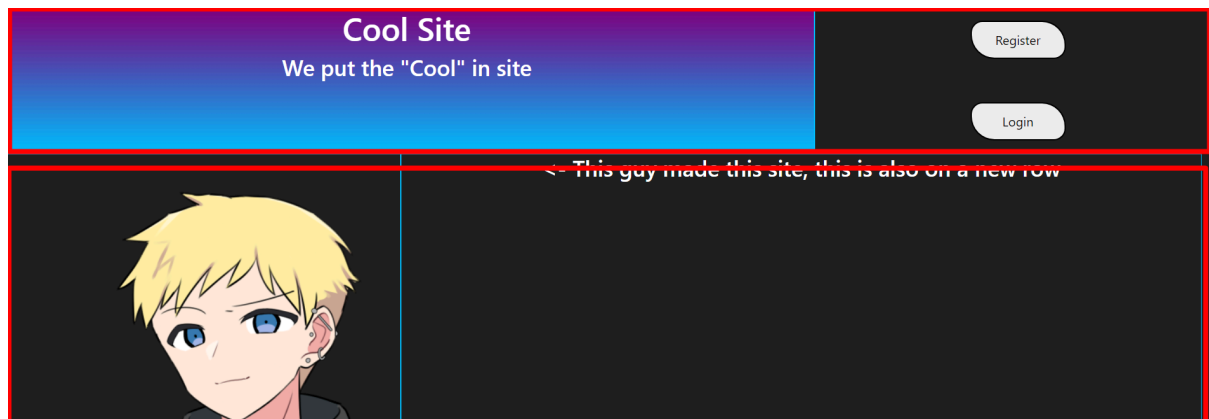 Cool Site
We put the "Cool" in site
Register
Login
<- This guy made this site, this is also on a new row